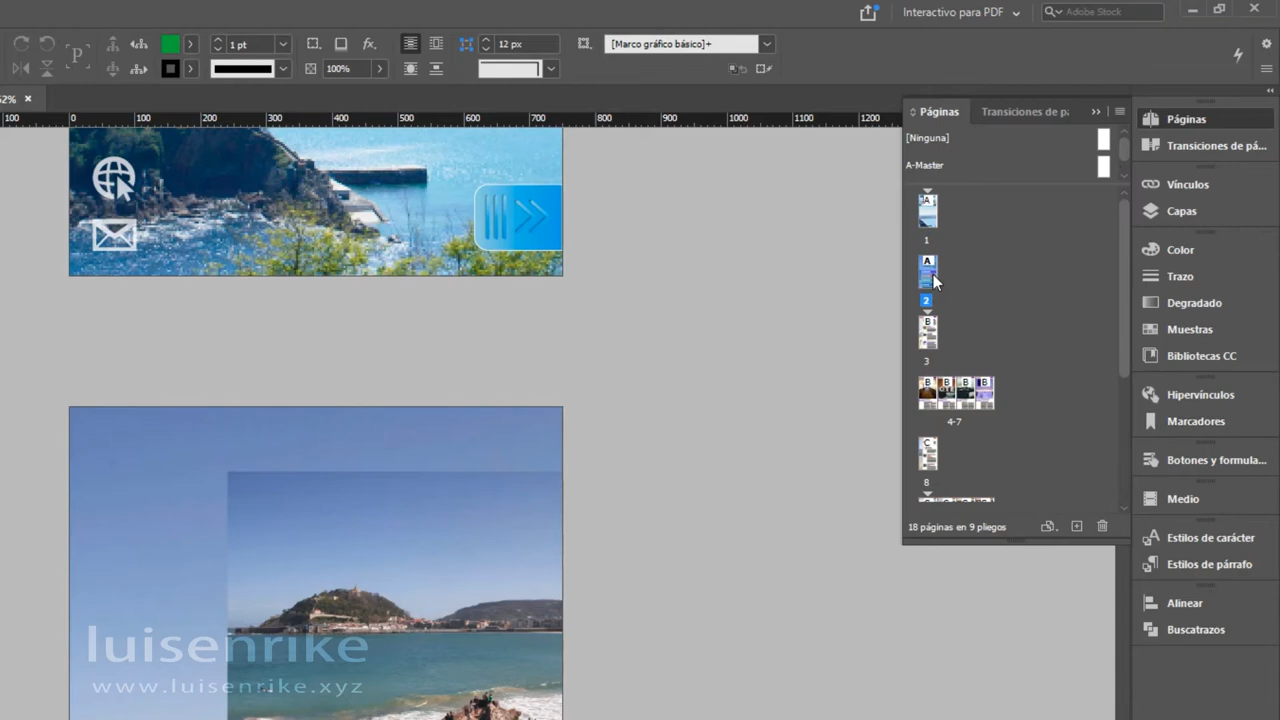 Interactivo para PDF
Adobe Stock
1 pt
100%
12 px
[Marco gráfico básico]+
100 0 100 200 300 400 500 600 700 800 900 1000 1100 1200
Páginas
Transiciones de p
[Ninguna]
A-Master
A
1
A
2
B
3
B B B B
4-7
C
8
18 páginas en 9 pliegos
Páginas
Transiciones de pá...
Vínculos
Capas
Color
Trazo
Degradado
Muestras
Bibliotecas CC
Hipervínculos
Marcadores
Botones y formula...
Medio
Estilos de carácter
Estilos de párrafo
Alinear
Buscatrazos
luisenrike
www.luisenrike.xyz